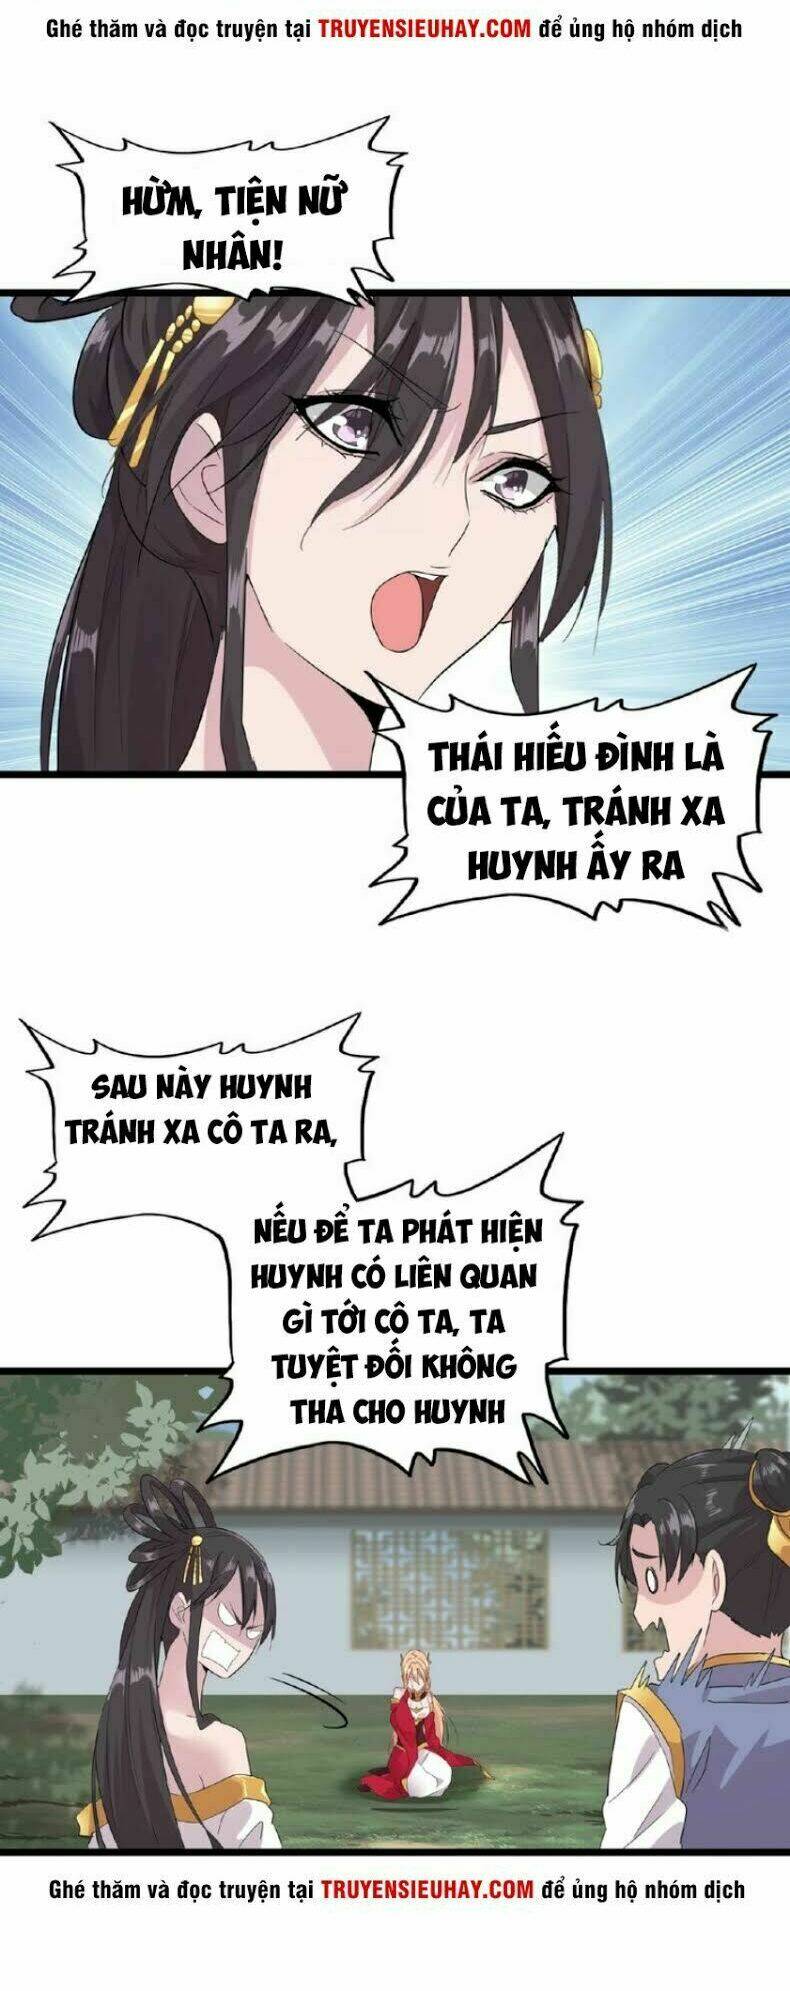 Ghé thăm và đọc truyện tại TRUYENSIEUHAY.COM để ủng hộ nhóm dịch
HỪM, TIỆN NỮ
NHÂN!
THÁI HIẾU ĐÌNH LÀ
CỦA TA, TRÁNH XA
HUYNH ẤY RA
SAU NÀY HUYNH
TRÁNH XA CÔ TA RA,
NẾU ĐỂ TA PHÁT HIỆN
HUYNH CÓ LIÊN QUAN
GÌ TỚI CÔ TA, TA
TUYỆT ĐỐI KHÔNG
THA CHO HUYNH
Ghé thăm và đọc truyện tại TRUYENSIEUHAY.COM để ủng hộ nhóm dịch